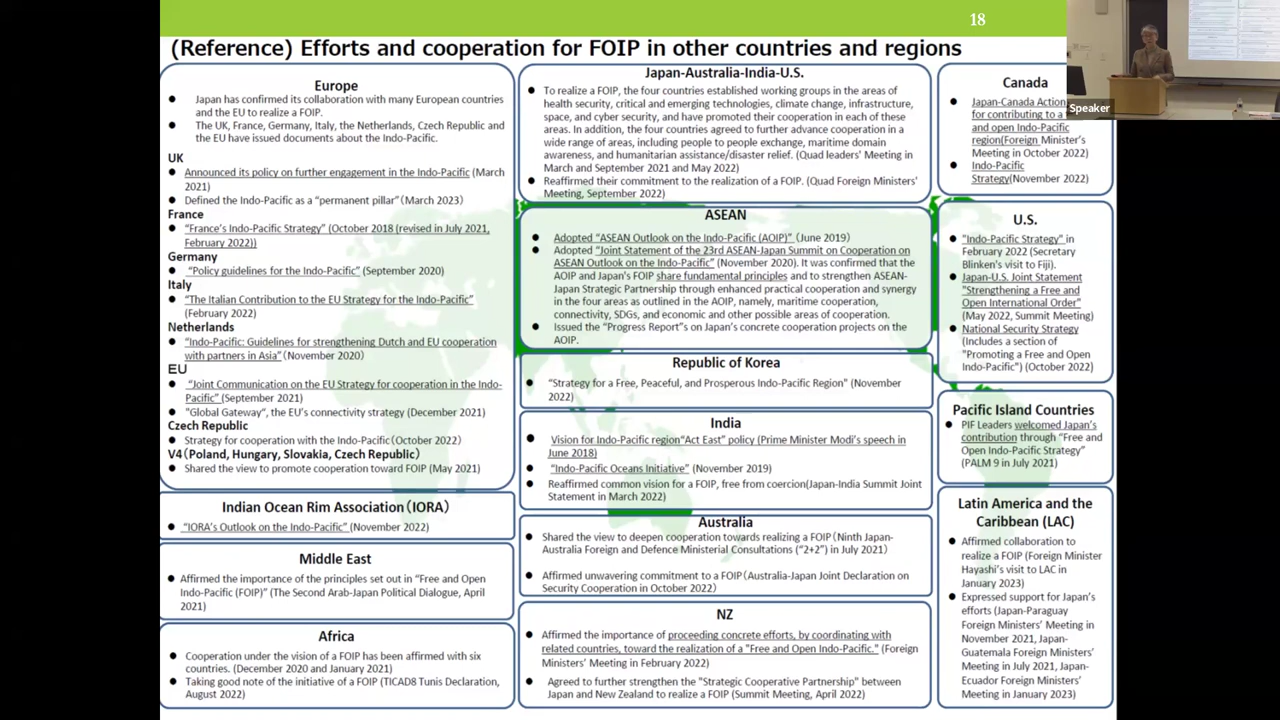 18
(Reference) Efforts and cooperation for FOIP in other countries and regions
Europe
● Japan has confirmed its collaboration with many European countries
and the EU to realize a FOIP.
● The UK, France, Germany, Italy, the Netherlands, Czech Republic and
the EU have issued documents about the Indo-Pacific.
UK
● Announced its policy on further engagement in the Indo-Pacific (March
2021)
● Defined the Indo-Pacific as a “permanent pillar”(March 2023)
France
● “France's Indo-Pacific Strategy” (October 2018 (revised in July 2021,
February 2022))
Germany
● “Policy guidelines for the Indo-Pacific” (September 2020)
Italy
● “The Italian Contribution to the EU Strategy for the Indo-Pacific”
(February 2022)
Netherlands
● “Indo-Pacific: Guidelines for strengthening Dutch and EU cooperation
with partners in Asia”(November 2020)
EU
● “Joint Communication on the EU Strategy for cooperation in the Indo-
Pacific” (September 2021)
● "Global Gateway“, the EU's connectivity strategy (December 2021)
Czech Republic
● Strategy for cooperation with the Indo-Pacific(October 2022)
V4(Poland, Hungary, Slovakia, Czech Republic)
● Shared the view to promote cooperation toward FOIP (May 2021)
Indian Ocean Rim Association(IORA)
● “IORA's Outlook on the Indo-Pacific” (November 2022)
Middle East
● Affirmed the importance of the principles set out in “Free and Open
Indo-Pacific (FOIP)” (The Second Arab-Japan Political Dialogue, April
2021)
Africa
● Cooperation under the vision of a FOIP has been affirmed with six
countries. (December 2020 and January 2021)
● Taking good note of the initiative of a FOIP (TICAD8 Tunis Declaration,
August 2022)
Japan-Australia-India-U.S.
● To realize a FOIP, the four countries established working groups in the areas of
health security, critical and emerging technologies, climate change, infrastructure,
space, and cyber security, and have promoted their cooperation in each of these
areas. In addition, the four countries agreed to further advance cooperation in a
wide range of areas, including people to people exchange, maritime domain
awareness, and humanitarian assistance/disaster relief. (Quad leaders' Meeting in
March and September 2021 and May 2022)
● Reaffirmed their commitment to the realization of a FOIP. (Quad Foreign Ministers'
Meeting, September 2022)
ASEAN
● Adopted “ASEAN Outlook on the Indo-Pacific (AOIP)” (June 2019)
● Adopted “Joint Statement of the 23rd ASEAN-Japan Summit on Cooperation on
ASEAN Outlook on the Indo-Pacific” (November 2020). It was confirmed that the
AOIP and Japan's FOIP share fundamental principles and to strengthen ASEAN-
Japan Strategic Partnership through enhanced practical cooperation and synergy
in the four areas as outlined in the AOIP, namely, maritime cooperation,
connectivity, SDGs, and economic and other possible areas of cooperation.
● Issued the “Progress Report”s on Japan's concrete cooperation projects on the
AOIP.
Republic of Korea
● “Strategy for a Free, Peaceful, and Prosperous Indo-Pacific Region" (November
2022)
India
● Vision for Indo-Pacific region“Act East” policy (Prime Minister Modi's speech in
June 2018)
● “Indo-Pacific Oceans Initiative” (November 2019)
● Reaffirmed common vision for a FOIP, free from coercion(Japan-India Summit Joint
Statement in March 2022)
Australia
● Shared the view to deepen cooperation towards realizing a FOIP(Ninth Japan-
Australia Foreign and Defence Ministerial Consultations (“2+2”) in July 2021)
● Affirmed unwavering commitment to a FOIP(Australia-Japan Joint Declaration on
Security Cooperation in October 2022)
NZ
● Affirmed the importance of proceeding concrete efforts, by coordinating with
related countries, toward the realization of a "Free and Open Indo-Pacific." (Foreign
Ministers' Meeting in February 2022)
● Agreed to further strengthen the "Strategic Cooperative Partnership" between
Japan and New Zealand to realize a FOIP (Summit Meeting, April 2022)
Canada
● Japan-Canada Action
for contributing to a
and open Indo-Pacific
region(Foreign Minister's
Meeting in October 2022)
● Indo-Pacific
Strategy(November 2022)
U.S.
● "Indo-Pacific Strategy" in
February 2022 (Secretary
Blinken's visit to Fiji).
● Japan-U.S. Joint Statement
"Strengthening a Free and
Open International Order"
(May 2022, Summit Meeting)
● National Security Strategy
(Includes a section of
"Promoting a Free and Open
Indo-Pacific") (October 2022)
Pacific Island Countries
● PIF Leaders welcomed Japan's
contribution through “Free and
Open Indo-Pacific Strategy”
(PALM 9 in July 2021)
Latin America and the
Caribbean (LAC)
● Affirmed collaboration to
realize a FOIP (Foreign Minister
Hayashi's visit to LAC in
January 2023)
● Expressed support for Japan's
efforts (Japan-Paraguay
Foreign Ministers' Meeting in
November 2021, Japan-
Guatemala Foreign Ministers'
Meeting in July 2021, Japan-
Ecuador Foreign Ministers'
Meeting in January 2023)
Speaker